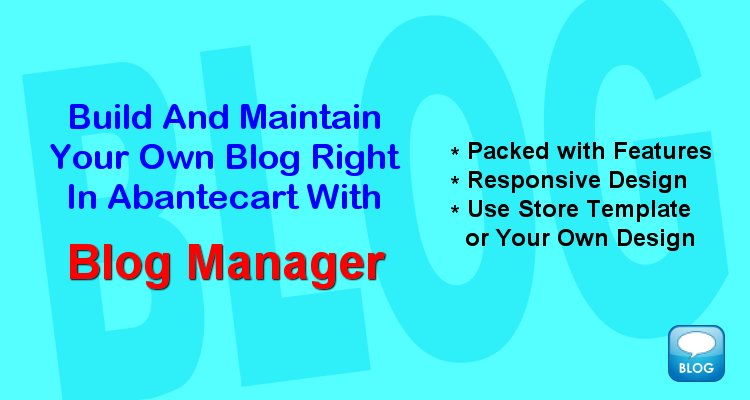 BLOG
Build And Maintain
Your Own Blog Right
In Abantecart With
Blog Manager
* Packed with Features
* Responsive Design
* Use Store Template
or Your Own Design
BLOG